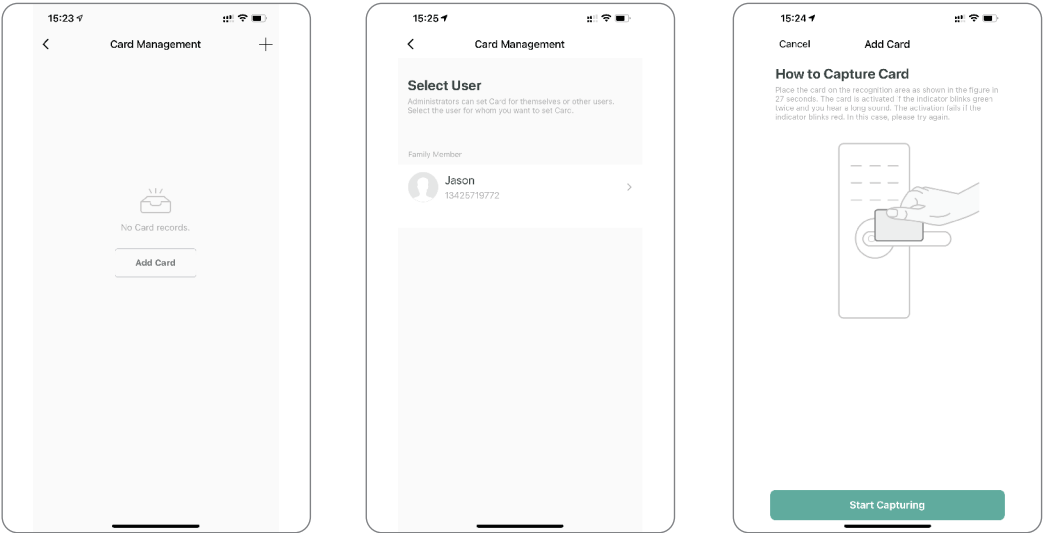 15:23
Card Management
No Card records.
Add Card
15:25
Card Management
Select User
Administrators can set Card for themselves or other users.
Select the user for whom you want to set Card.
Family Member
Jason
13425719772
15:24
Cancel
Add Card
How to Capture Card
Place the card on the recognition area as shown in the figure in
27 seconds. The card is activated if the indicator blinks green
twice and you hear a long sound. The activation fails if the
indicator blinks red. In this case, please try again.
Start Capturing